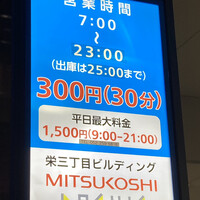 営業時間
7:00
〜
23:00
(出庫は25:00まで)
300円(30分)
平日最大料金
1,500円(9:00~21:00)
栄三丁目ビルディング
MITSUKOSHI